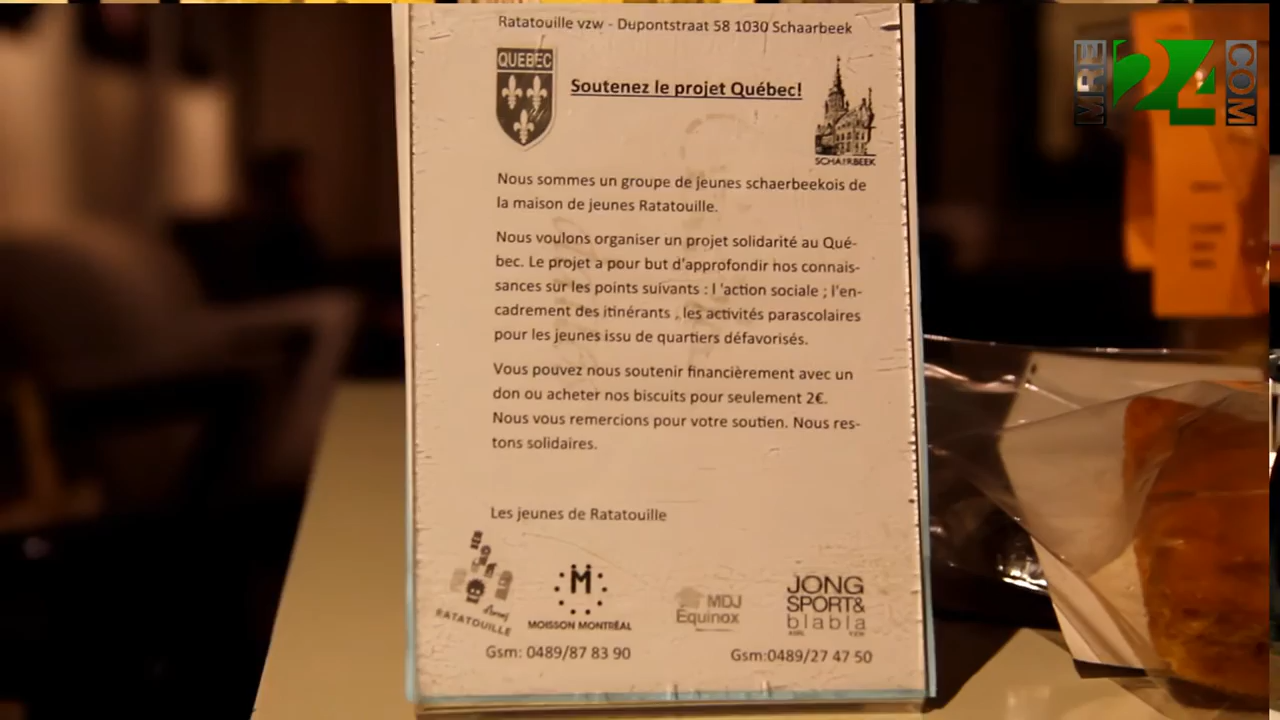 Ratatouille vzw - Dupontstraat 58 1030 Schaarbeek
QUEBEC
Soutenez le projet Québec!
SCHAERBEEK
MRE
24
COM
Nous sommes un groupe de jeunes schaerbeekois de
la maison de jeunes Ratatouille.
Nous voulons organiser un projet solidarité au Qué-
bec. Le projet a pour but d'approfondir nos connais-
sances sur les points suivants : l 'action sociale ; l'en-
cadrement des itinérants , les activités parascolaires
pour les jeunes issu de quartiers défavorisés.
Vous pouvez nous soutenir financièrement avec un
don ou acheter nos biscuits pour seulement 2€.
Nous vous remercions pour votre soutien. Nous res-
tons solidaires.
Les jeunes de Ratatouille
RATATOUILLE
M
MOISSON MONTRÉAL
MDJ
Equinox
JONG
SPORT&
blabla
Gsm: 0489/87 83 90
Gsm:0489/27 47 50